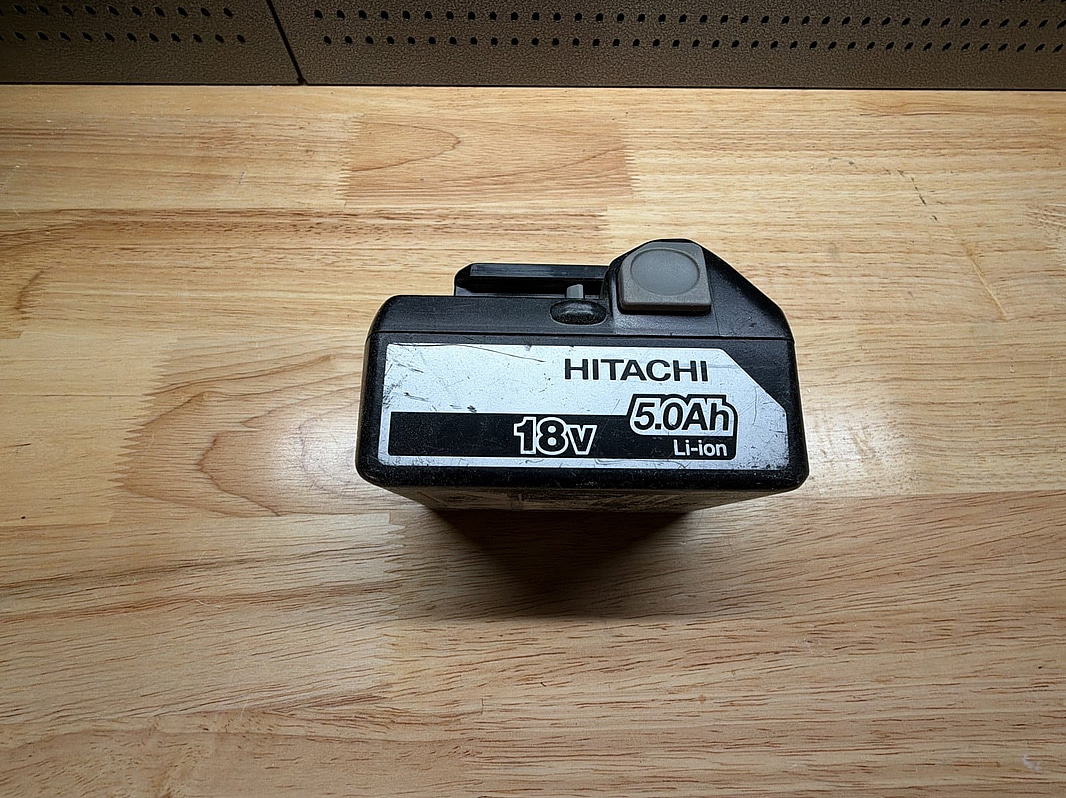 HITACHI
5.0Ah
18v
Li-ion